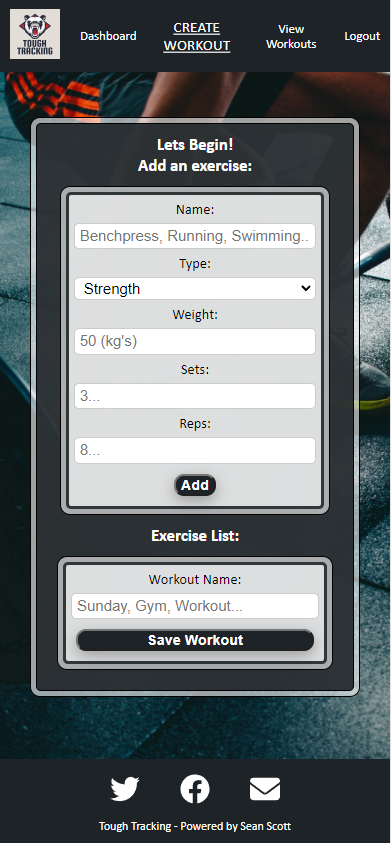 TOUGH
TRACKING
Dashboard
CREATE
WORKOUT
View
Workouts
Logout
Lets Begin!
Add an exercise:
Name:
Benchpress, Running, Swimming..
Type:
Strength
Weight:
50 (kg's)
Sets:
3...
Reps:
8...
Add
Exercise List:
Workout Name:
Sunday, Gym, Workout...
Save Workout
Tough Tracking - Powered by Sean Scott